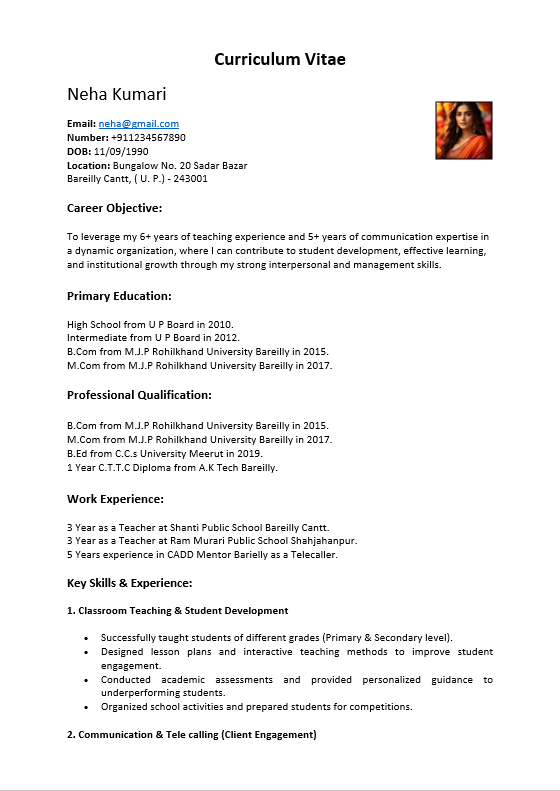 Curriculum Vitae
Neha Kumari
Email: neha@gmail.com
Number: +911234567890
DOB: 11/09/1990
Location: Bungalow No. 20 Sadar Bazar
Bareilly Cantt, ( U. P.) - 243001
Career Objective:
To leverage my 6+ years of teaching experience and 5+ years of communication expertise in
a dynamic organization, where I can contribute to student development, effective learning,
and institutional growth through my strong interpersonal and management skills.
Primary Education:
High School from U P Board in 2010.
Intermediate from U P Board in 2012.
B.Com from M.J.P Rohilkhand University Bareilly in 2015.
M.Com from M.J.P Rohilkhand University Bareilly in 2017.
Professional Qualification:
B.Com from M.J.P Rohilkhand University Bareilly in 2015.
M.Com from M.J.P Rohilkhand University Bareilly in 2017.
B.Ed from C.C.s University Meerut in 2019.
1 Year C.T.T.C Diploma from A.K Tech Bareilly.
Work Experience:
3 Year as a Teacher at Shanti Public School Bareilly Cantt.
3 Year as a Teacher at Ram Murari Public School Shahjahanpur.
5 Years experience in CADD Mentor Barielly as a Telecaller.
Key Skills & Experience:
1. Classroom Teaching & Student Development
• Successfully taught students of different grades (Primary & Secondary level).
• Designed lesson plans and interactive teaching methods to improve student
engagement.
• Conducted academic assessments and provided personalized guidance to
underperforming students.
• Organized school activities and prepared students for competitions.
2. Communication & Tele calling (Client Engagement)